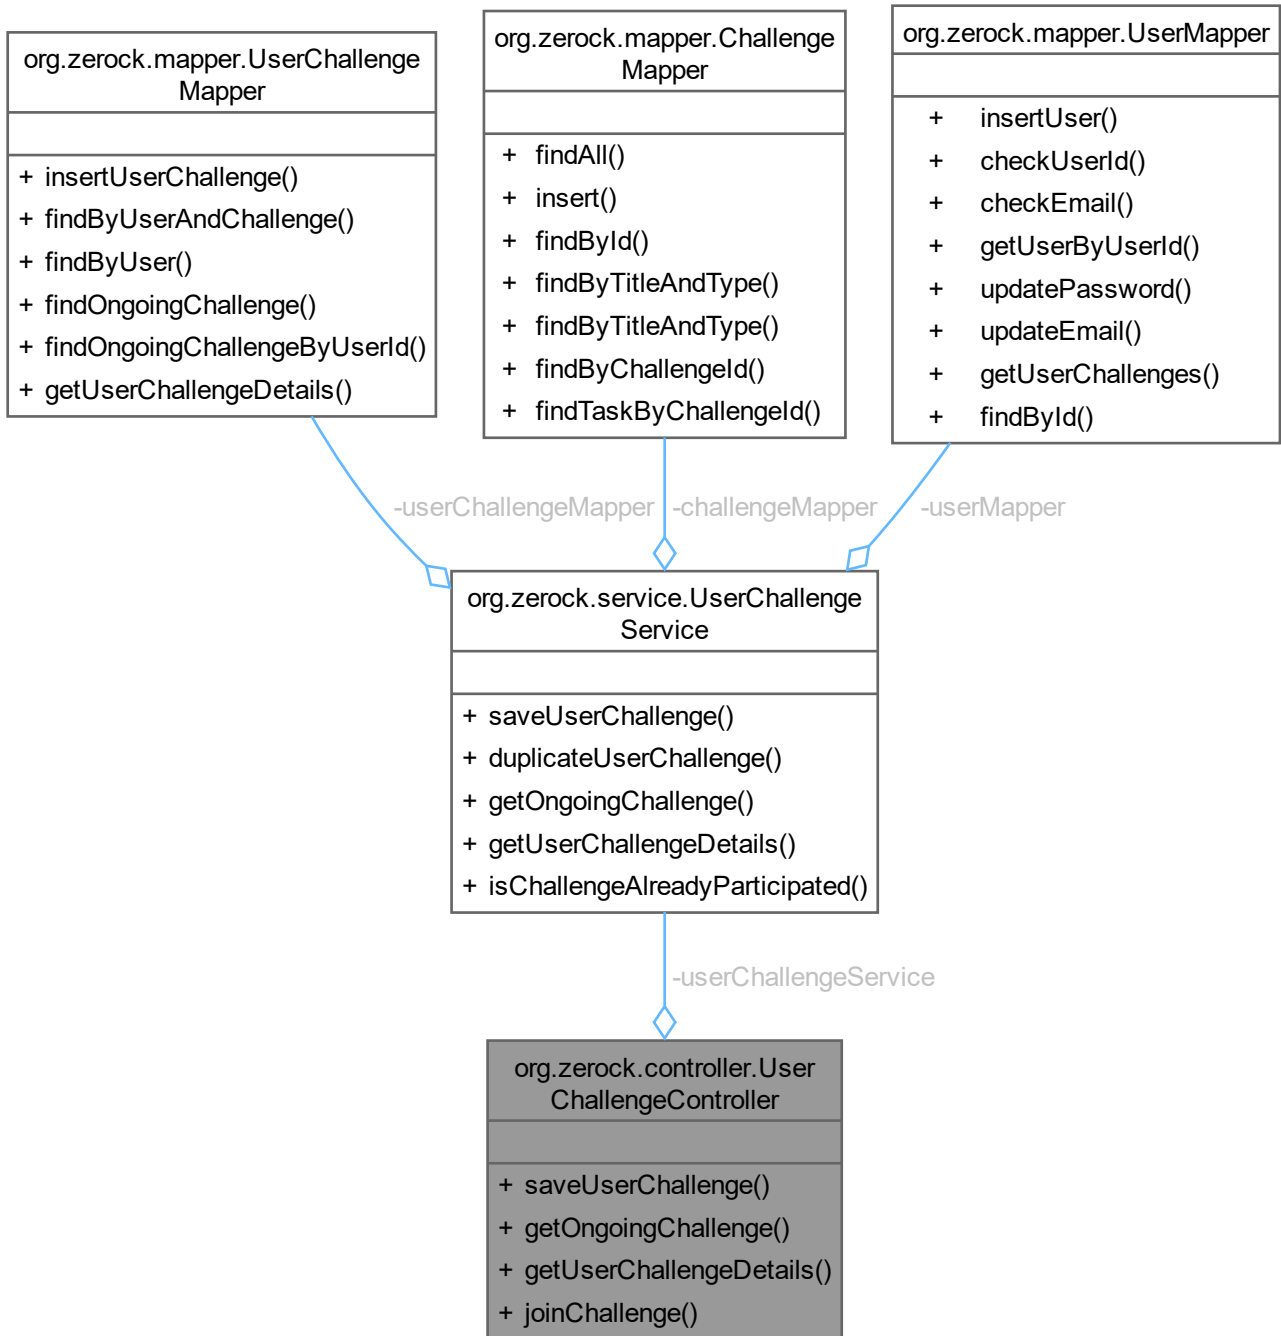 org.zerock.mapper.UserChallenge
Mapper
+ insertUserChallenge()
+ findByUserAndChallenge()
+ findByUser()
+ findOngoingChallenge()
+ findOngoingChallengeByUserId()
+ getUserChallengeDetails()
org.zerock.mapper.Challenge
Mapper
+ findAll()
+ insert()
+ findById()
+ findByTitleAndType()
+ findByTitleAndType()
+ findByChallengeId()
+ findTaskByChallengeId()
org.zerock.mapper.UserMapper
+ insertUser()
+ checkUserId()
+ checkEmail()
+ getUserByUserId()
+ updatePassword()
+ updateEmail()
+ getUserChallenges()
+ findById()
-userChallengeMapper
-challengeMapper
-userMapper
org.zerock.service.UserChallenge
Service
+ saveUserChallenge()
+ duplicateUserChallenge()
+ getOngoingChallenge()
+ getUserChallengeDetails()
+ isChallengeAlreadyParticipated()
-userChallengeService
org.zerock.controller.User
ChallengeController
+ saveUserChallenge()
+ getOngoingChallenge()
+ getUserChallengeDetails()
+ joinChallenge()